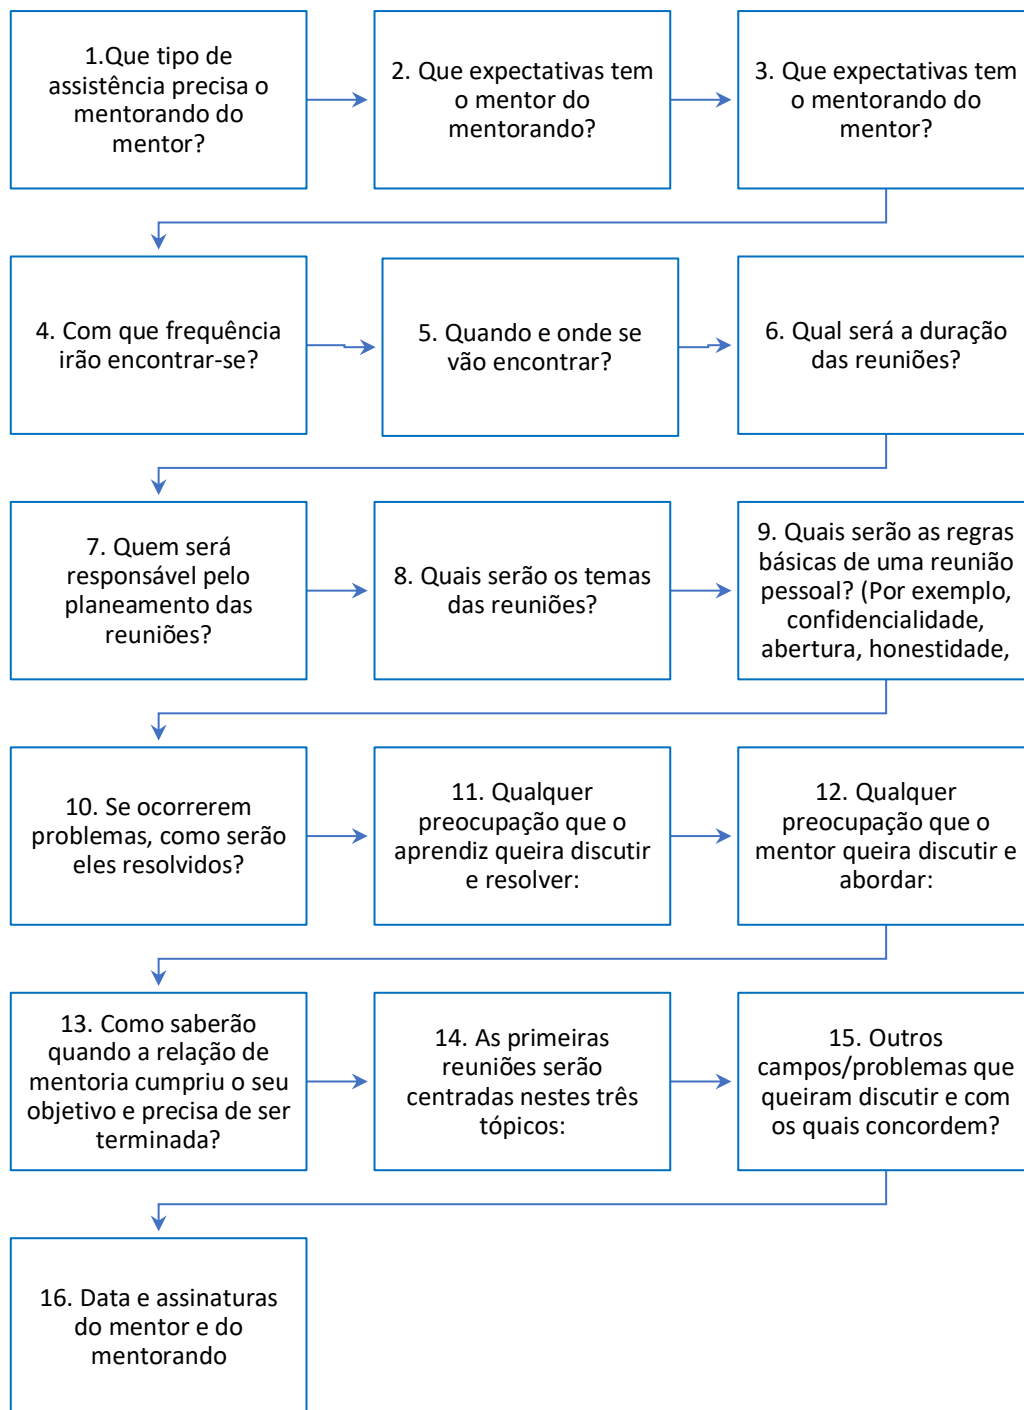 1.Que tipo de
assistência precisa o
mentorando do
mentor?
2. Que expectativas tem
o mentor do
mentorando?
3. Que expectativas tem
o mentorando do
mentor?
4. Com que frequência
irão encontrar-se?
5. Quando e onde se
vão encontrar?
6. Qual será a duração
das reuniões?
7. Quem será
responsável pelo
planeamento das
reuniões?
8. Quais serão os temas
das reuniões?
9. Quais serão as regras
básicas de uma reunião
pessoal? (Por exemplo,
confidencialidade,
abertura, honestidade,
10. Se ocorrerem
problemas, como serão
eles resolvidos?
11. Qualquer
preocupação que o
aprendiz queira discutir
e resolver:
12. Qualquer
preocupação que o
mentor queira discutir e
abordar:
13. Como saberão
quando a relação de
mentoria cumpriu o seu
objetivo e precisa de ser
terminada?
14. As primeiras
reuniões serão
centradas nestes três
tópicos:
15. Outros
campos/problemas que
queiram discutir e com
os quais concordem?
16. Data e assinaturas
do mentor e do
mentorando